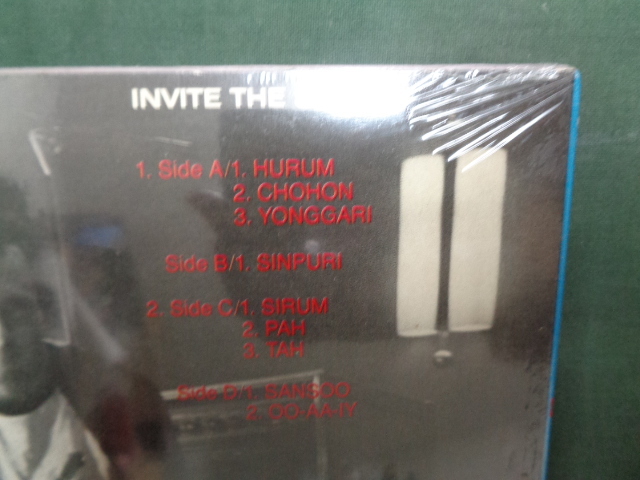 INVITE THE
1. Side A/1. HURUM
2. CHOHON
3. YONGGARI
Side B/1. SINPURI
2. Side C/1. SIRUM
2. PAH
3. TAH
Side D/1. SANSOO
2. OO-AA-IY